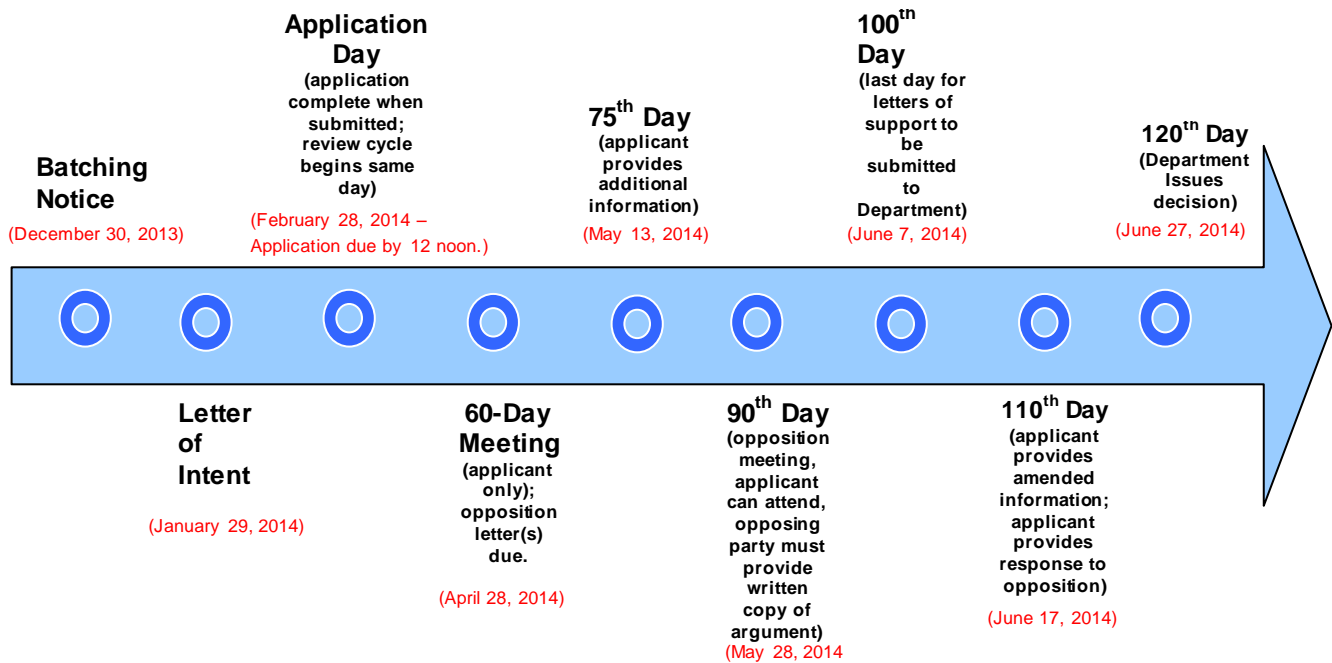 Batching
Notice
(December 30, 2013)
Letter
of
Intent
(January 29, 2014)
Application
Day
(application
complete when
submitted;
review cycle
begins same
day)
(February 28, 2014 –
Application due by 12 noon.)
60-Day
Meeting
(applicant
only);
opposition
letter(s)
due.
(April 28, 2014)
75th Day
(applicant
provides
additional
information)
(May 13, 2014)
90th Day
(opposition
meeting,
applicant
can attend,
opposing
party must
provide
written
copy of
argument)
(May 28, 2014
100th
Day
(last day for
letters of
support to
be
submitted
to
Department)
(June 7, 2014)
110th Day
(applicant
provides
amended
information;
applicant
provides
response to
opposition)
(June 17, 2014)
120th Day
(Department
Issues
decision)
(June 27, 2014)